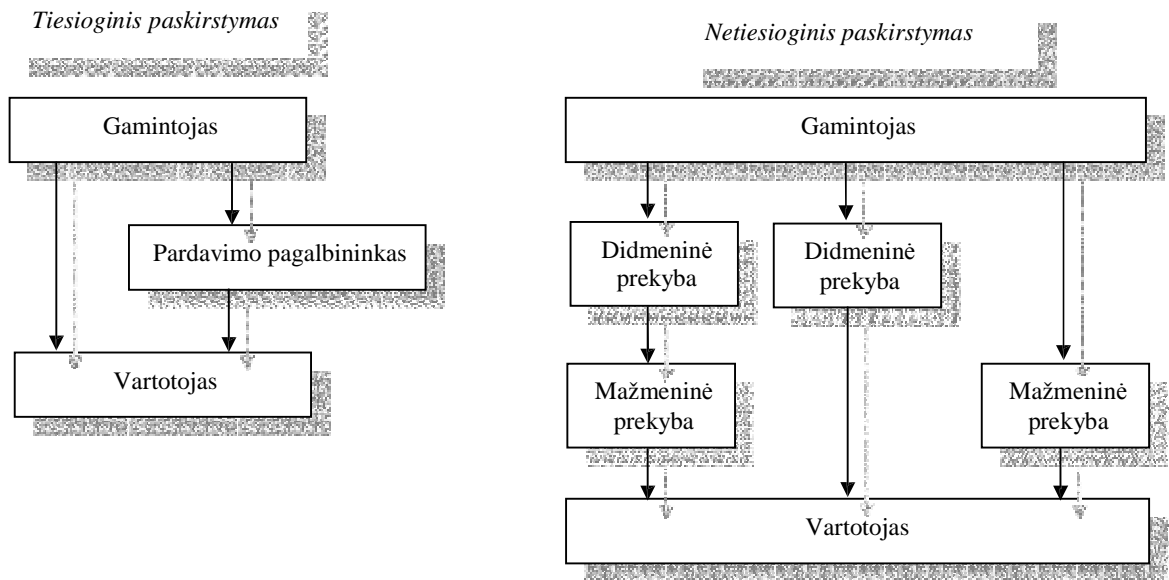 Tiesioginis paskirstymas
Gamintojas
Pardavimo pagalbininkas
Vartotojas
Netiesioginis paskirstymas
Gamintojas
Didmeninė
prekyba
Didmeninė
prekyba
Mažmeninė
prekyba
Mažmeninė
prekyba
Vartotojas